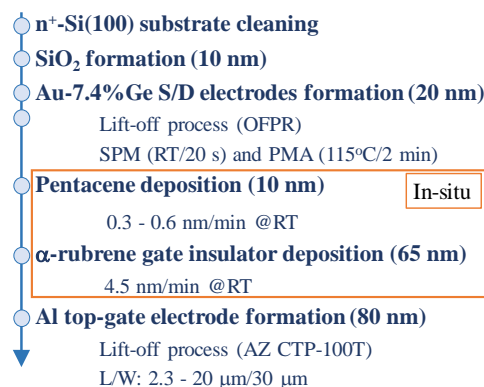 n⁺-Si(100) substrate cleaning
SiO₂ formation (10 nm)
Au-7.4%Ge S/D electrodes formation (20 nm)
Lift-off process (OFPR)
SPM (RT/20 s) and PMA (115°C/2 min)
Pentacene deposition (10 nm)
In-situ
0.3 - 0.6 nm/min @RT
α-rubrene gate insulator deposition (65 nm)
4.5 nm/min @RT
Al top-gate electrode formation (80 nm)
Lift-off process (AZ CTP-100T)
L/W: 2.3 - 20 μm/30 μm